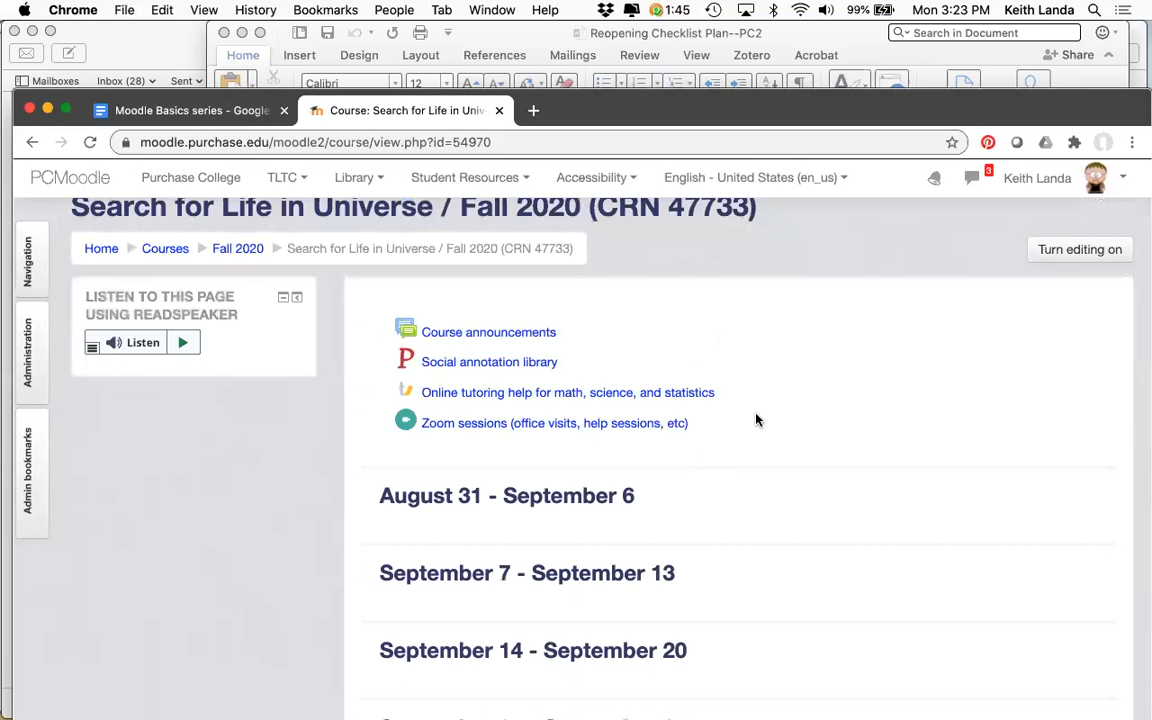 Chrome File Edit View History Bookmarks People Tab Window Help 1:45 99% Mon 3:23 PM Keith Landa
Reopening Checklist Plan--PC2 Search in Document
Home Insert Draw Design Layout References Mailings Review View Zotero Acrobat Share
Mailboxes Inbox (28) Sent Calibri 12
Moodle Basics series - Google Course: Search for Life in Univ
moodle.purchase.edu/moodle2/course/view.php?id=54970
PCMoodle Purchase College TLTC Library Student Resources Accessibility English - United States (en_us) 3 Keith Landa
Search for Life in Universe / Fall 2020 (CRN 47733)
Home Courses Fall 2020 Search for Life in Universe / Fall 2020 (CRN 47733) Turn editing on
Navigation
Administration
Admin bookmarks
LISTEN TO THIS PAGE
USING READSPEAKER
Listen
Course announcements
Social annotation library
Online tutoring help for math, science, and statistics
Zoom sessions (office visits, help sessions, etc)
August 31 - September 6
September 7 - September 13
September 14 - September 20